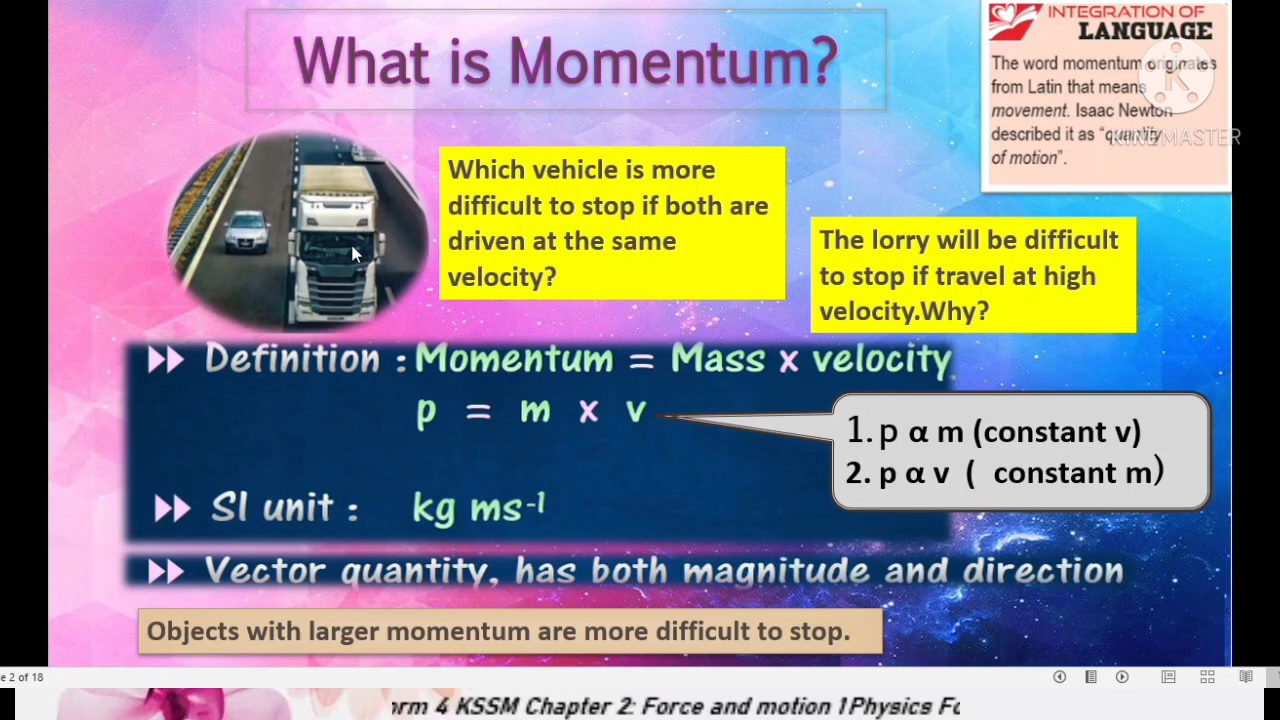 What is Momentum?
INTEGRATION OF
LANGUAGE
The word momentum originates
from Latin that means
movement. Isaac Newton
described it as “quantity
of motion”.
KINEMASTER
Which vehicle is more
difficult to stop if both are
driven at the same
velocity?
The lorry will be difficult
to stop if travel at high
velocity.Why?
Definition : Momentum = Mass x velocity
p = m x v
1. p α m (constant v)
2. p α v ( constant m)
SI unit : kg ms⁻¹
Vector quantity, has both magnitude and direction
Objects with larger momentum are more difficult to stop.
e 2 of 18
orm 4 KSSM Chapter 2: Force and motion 1Physics Fo